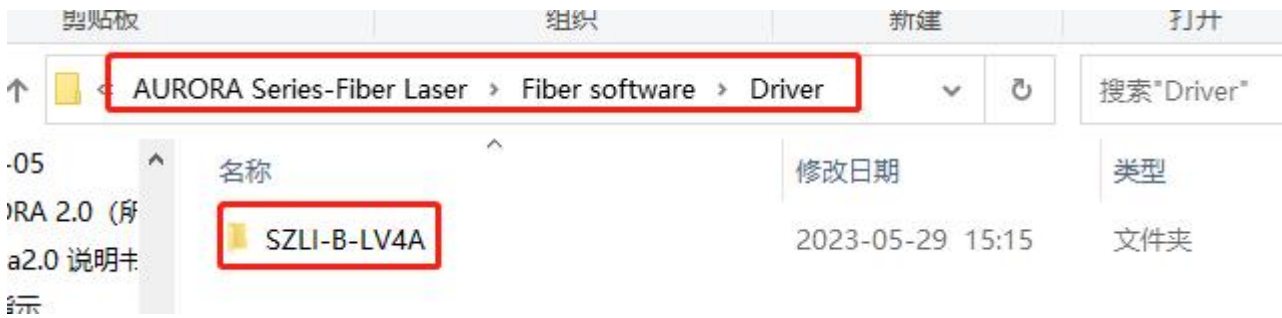 剪贴板 组织 新建 打开
« AURORA Series-Fiber Laser › Fiber software › Driver 搜索"Driver"
-05 名称 修改日期 类型
RA 2.0（所
SZLI-B-LV4A 2023-05-29 15:15 文件夹
a2.0 说明书
指示